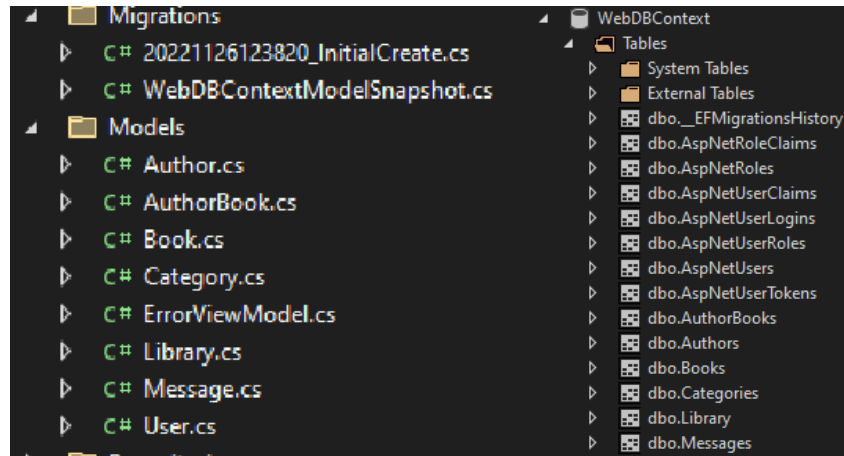 Migrations
C# 20221126123820_InitialCreate.cs
C# WebDBContextModelSnapshot.cs
Models
C# Author.cs
C# AuthorBook.cs
C# Book.cs
C# Category.cs
C# ErrorViewModel.cs
C# Library.cs
C# Message.cs
C# User.cs
WebDBContext
Tables
System Tables
External Tables
dbo.__EFMigrationsHistory
dbo.AspNetRoleClaims
dbo.AspNetRoles
dbo.AspNetUserClaims
dbo.AspNetUserLogins
dbo.AspNetUserRoles
dbo.AspNetUsers
dbo.AspNetUserTokens
dbo.AuthorBooks
dbo.Authors
dbo.Books
dbo.Categories
dbo.Library
dbo.Messages